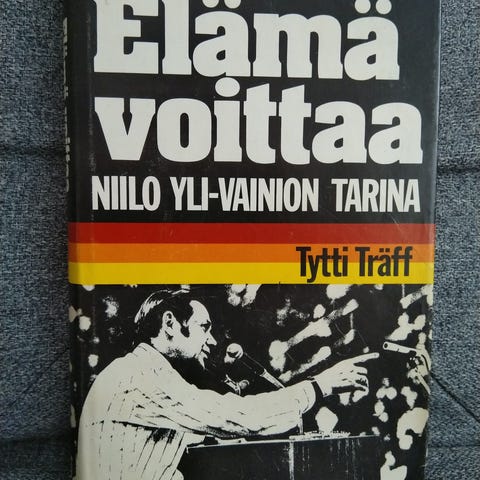 Elämä
voittaa
NIILO YLI-VAINION TARINA
Tytti Träff